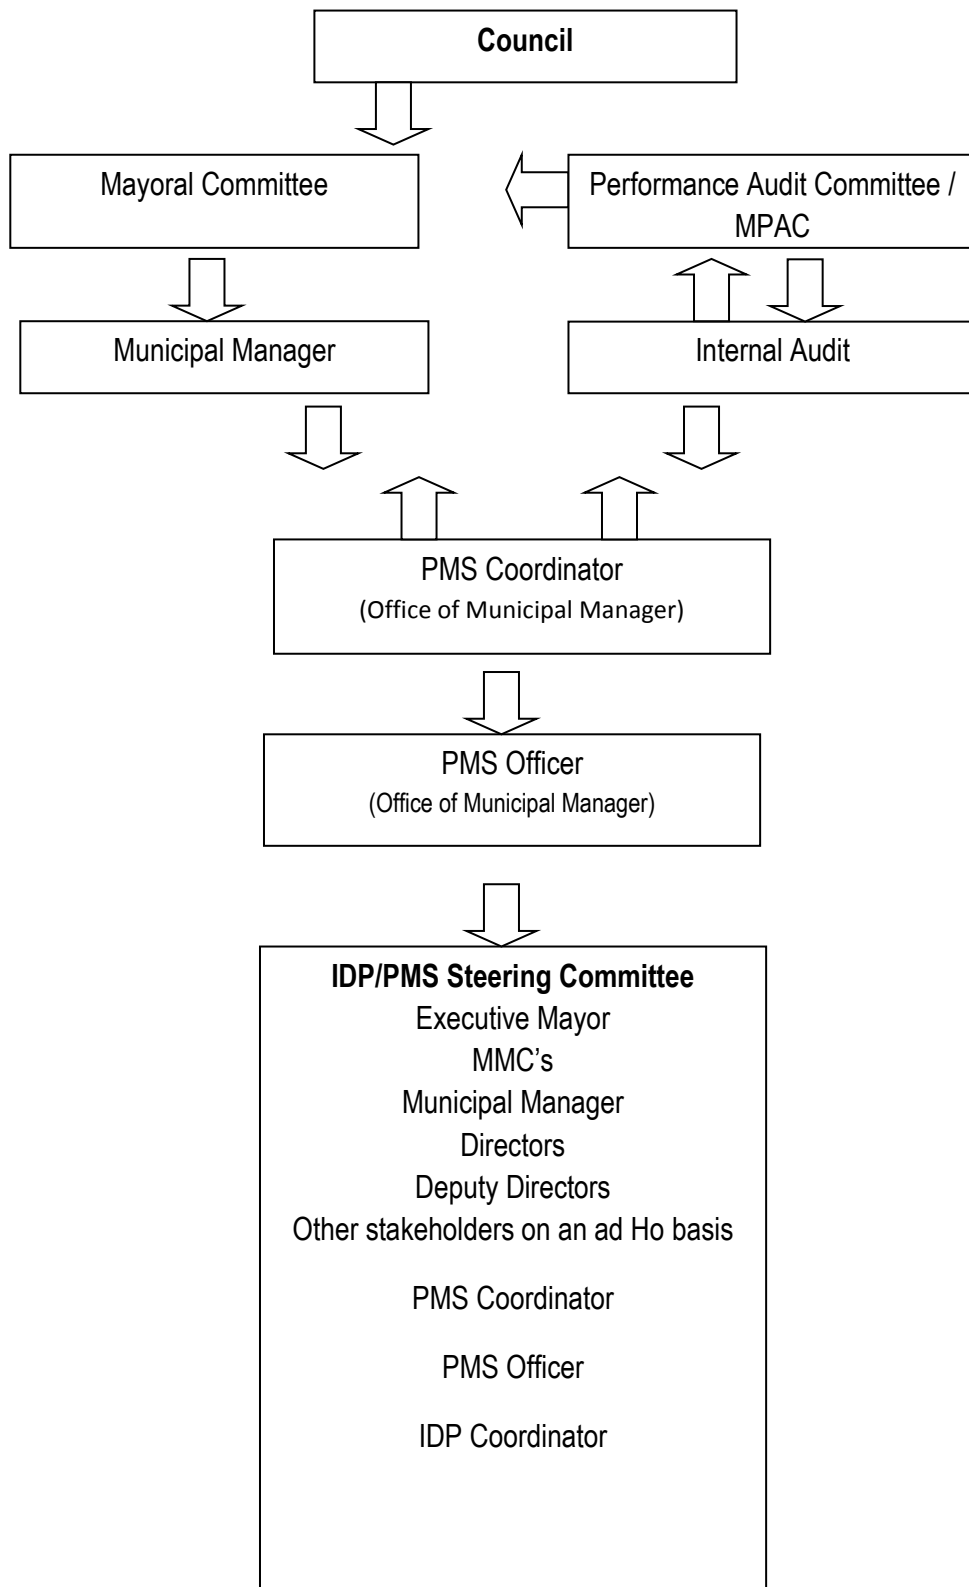 Council
Mayoral Committee
Performance Audit Committee /
MPAC
Municipal Manager
Internal Audit
PMS Coordinator
(Office of Municipal Manager)
PMS Officer
(Office of Municipal Manager)
IDP/PMS Steering Committee
Executive Mayor
MMC’s
Municipal Manager
Directors
Deputy Directors
Other stakeholders on an ad Ho basis
PMS Coordinator
PMS Officer
IDP Coordinator